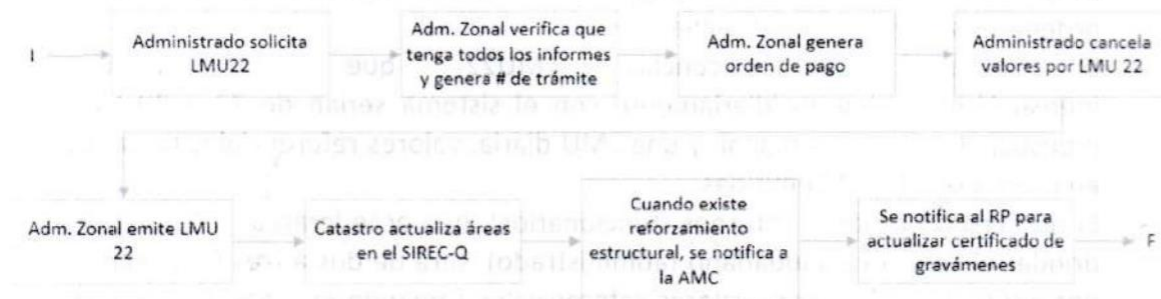 I
Administrado solicita
LMU22
Adm. Zonal verifica que
tenga todos los informes
y genera # de trámite
Adm. Zonal genera
orden de pago
Administrado cancela
valores por LMU 22
Adm. Zonal emite LMU
22
Catastro actualiza áreas
en el SIREC-Q
Cuando existe
reforzamiento
estructural, se notifica a
la AMC
Se notifica al RP para
actualizar certificado de
gravámenes
F